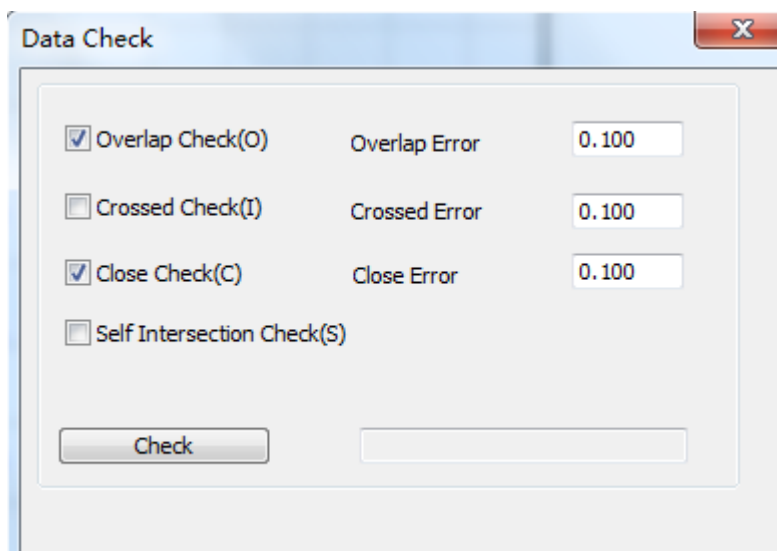 Data Check
Overlap Check(O) Overlap Error 0.100
Crossed Check(I) Crossed Error 0.100
Close Check(C) Close Error 0.100
Self Intersection Check(S)
Check